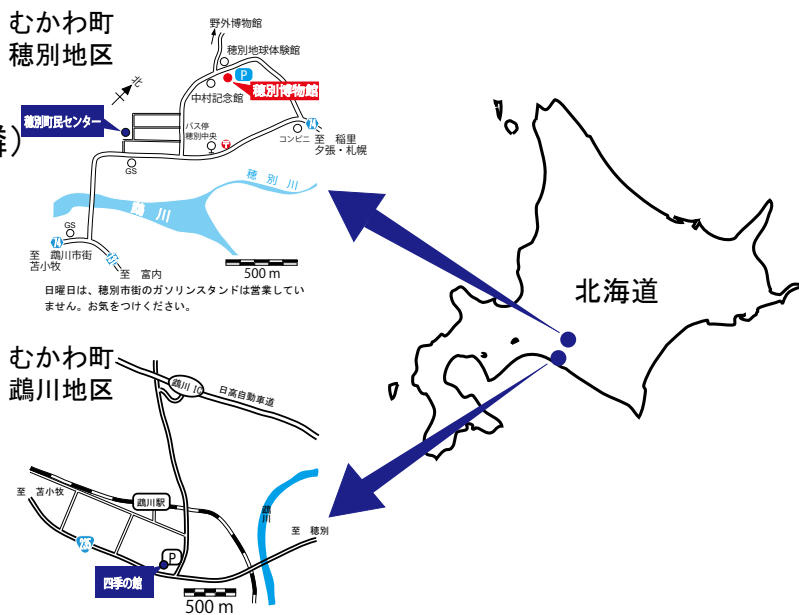 むかわ町
穂別地区
野外博物館
穂別地球体験館
P
北
中村記念館
穂別博物館
穂別町民センター
バス停
穂別中央
〒
コンビニ
74
至 稲里
夕張・札幌
GS
穂別川
鵡川
GS
74
至 鵡川市街
苫小牧
至 富内
500 m
日曜日は、穂別市街のガソリンスタンドは営業してい
ません。お気をつけください。
北海道
むかわ町
鵡川地区
鵡川 IC
日高自動車道
至 苫小牧
鵡川駅
鵡川
至 穂別
235
P
四季の館
500 m